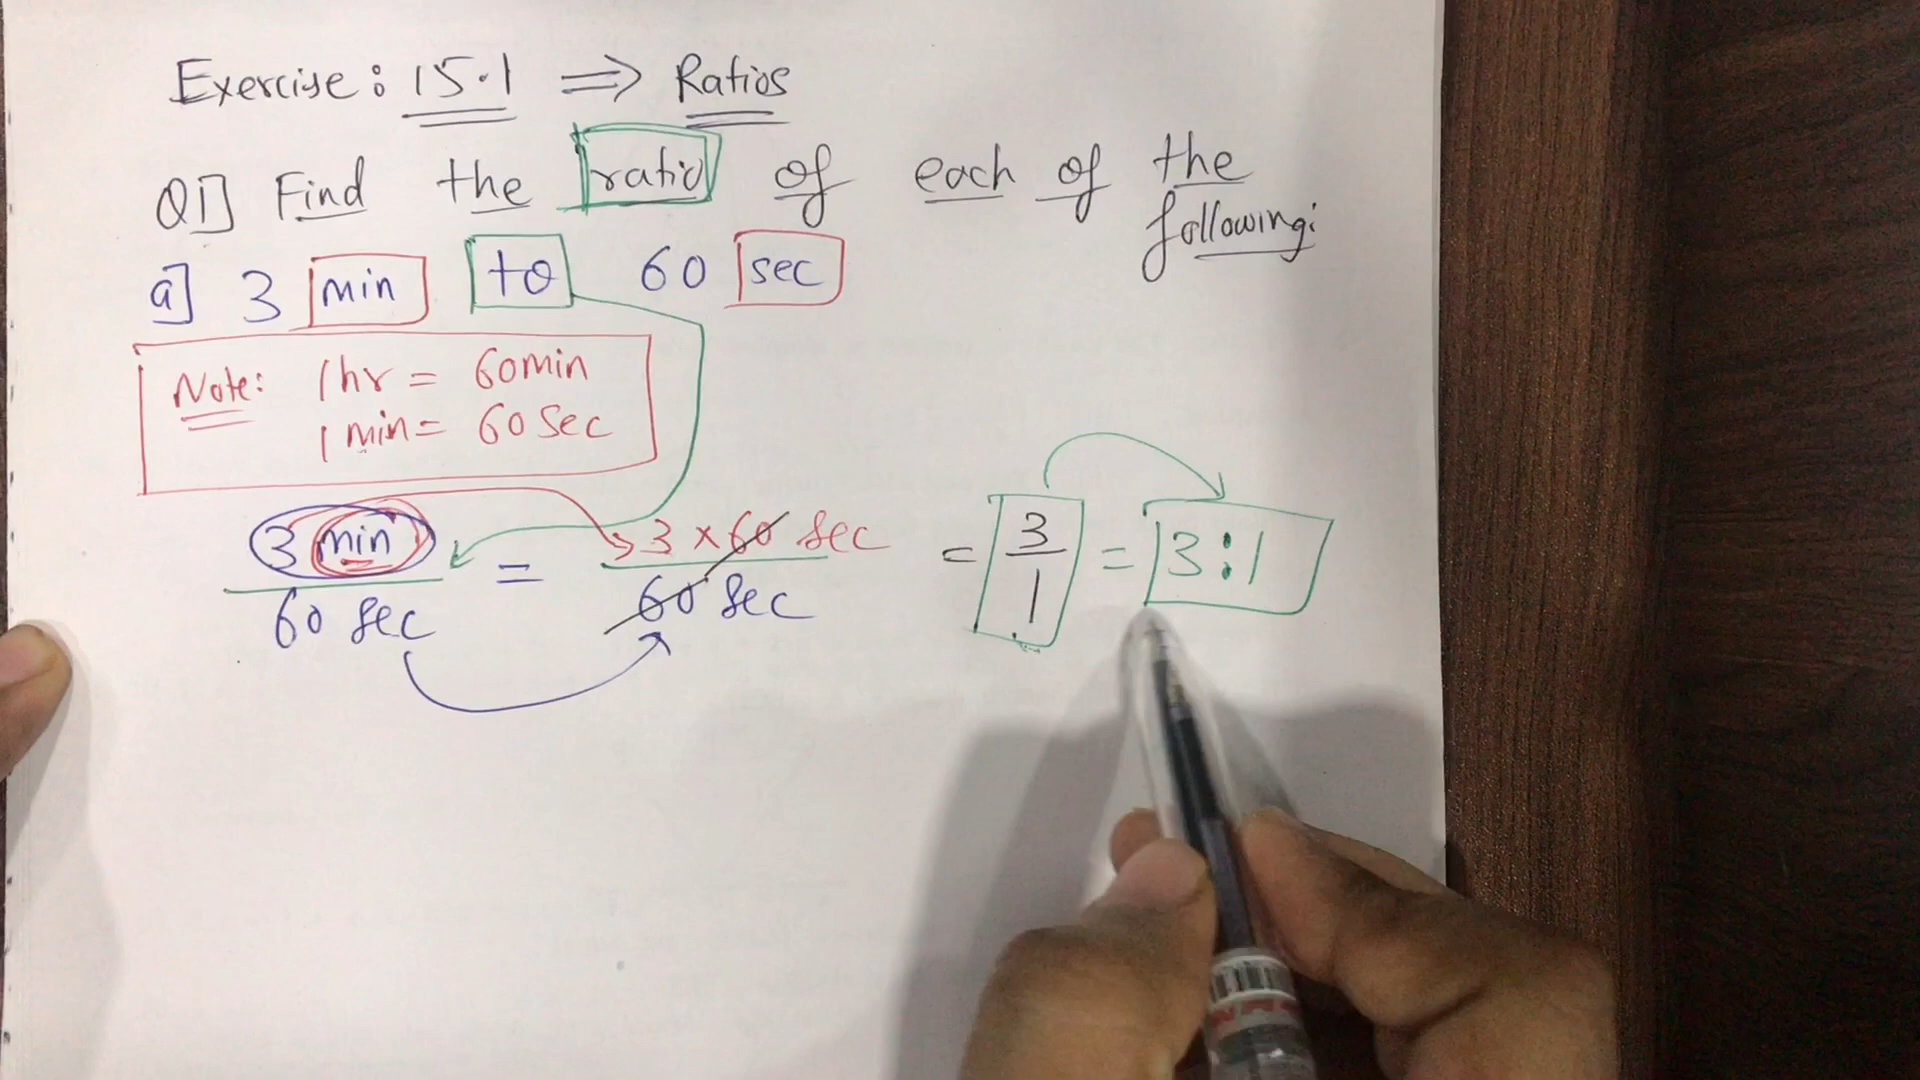 Exercise: 15.1 ⇒ Ratios
Q1] Find the ratio of each of the
following:
a] 3 min to 60 sec
Note: 1 hr = 60 min
1 min = 60 Sec
3 min / 60 sec = 3 × 60 sec / 60 sec = 3/1 = 3:1